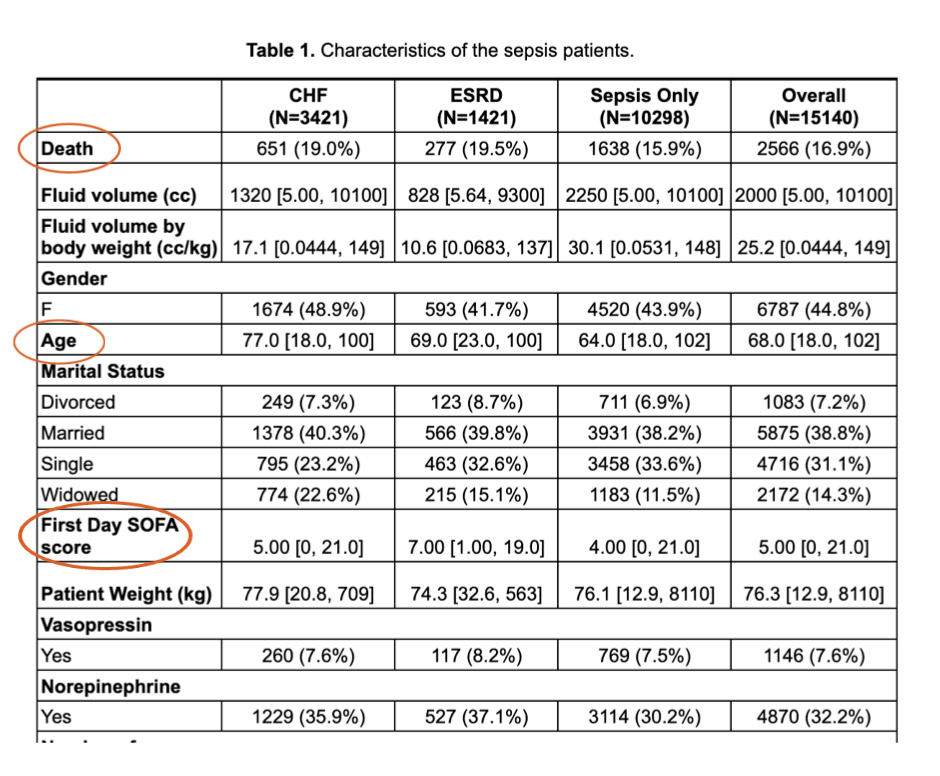 Table 1. Characteristics of the sepsis patients.
CHF (N=3421) ESRD (N=1421) Sepsis Only (N=10298) Overall (N=15140)
Death 651 (19.0%) 277 (19.5%) 1638 (15.9%) 2566 (16.9%)
Fluid volume (cc) 1320 [5.00, 10100] 828 [5.64, 9300] 2250 [5.00, 10100] 2000 [5.00, 10100]
Fluid volume by
body weight (cc/kg) 17.1 [0.0444, 149] 10.6 [0.0683, 137] 30.1 [0.0531, 148] 25.2 [0.0444, 149]
Gender
F 1674 (48.9%) 593 (41.7%) 4520 (43.9%) 6787 (44.8%)
Age 77.0 [18.0, 100] 69.0 [23.0, 100] 64.0 [18.0, 102] 68.0 [18.0, 102]
Marital Status
Divorced 249 (7.3%) 123 (8.7%) 711 (6.9%) 1083 (7.2%)
Married 1378 (40.3%) 566 (39.8%) 3931 (38.2%) 5875 (38.8%)
Single 795 (23.2%) 463 (32.6%) 3458 (33.6%) 4716 (31.1%)
Widowed 774 (22.6%) 215 (15.1%) 1183 (11.5%) 2172 (14.3%)
First Day SOFA
score 5.00 [0, 21.0] 7.00 [1.00, 19.0] 4.00 [0, 21.0] 5.00 [0, 21.0]
Patient Weight (kg) 77.9 [20.8, 709] 74.3 [32.6, 563] 76.1 [12.9, 8110] 76.3 [12.9, 8110]
Vasopressin
Yes 260 (7.6%) 117 (8.2%) 769 (7.5%) 1146 (7.6%)
Norepinephrine
Yes 1229 (35.9%) 527 (37.1%) 3114 (30.2%) 4870 (32.2%)